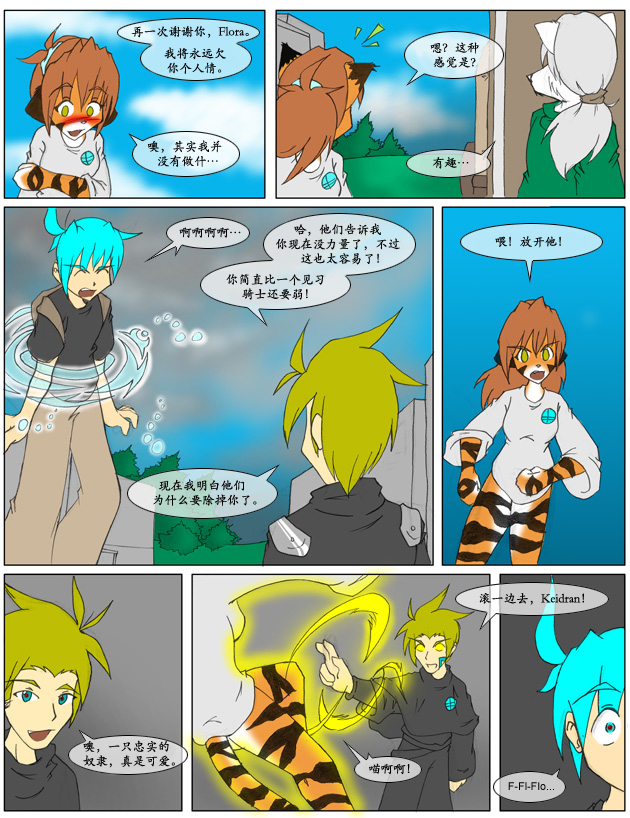 再一次谢谢你，Flora。
我将永远欠
你个人情。
噢，其实我并
没有做什…
嗯？这种
感觉是？
有趣…
啊啊啊啊…
哈，他们告诉我
你现在没力量了，不过
这也太容易了！
你简直比一个见习
骑士还要弱！
现在我明白他们
为什么要除掉你了。
喂！放开他！
噢，一只忠实的
奴隶，真是可爱。
滚一边去，Keidran！
喵啊啊！
F-Fl-Flo...